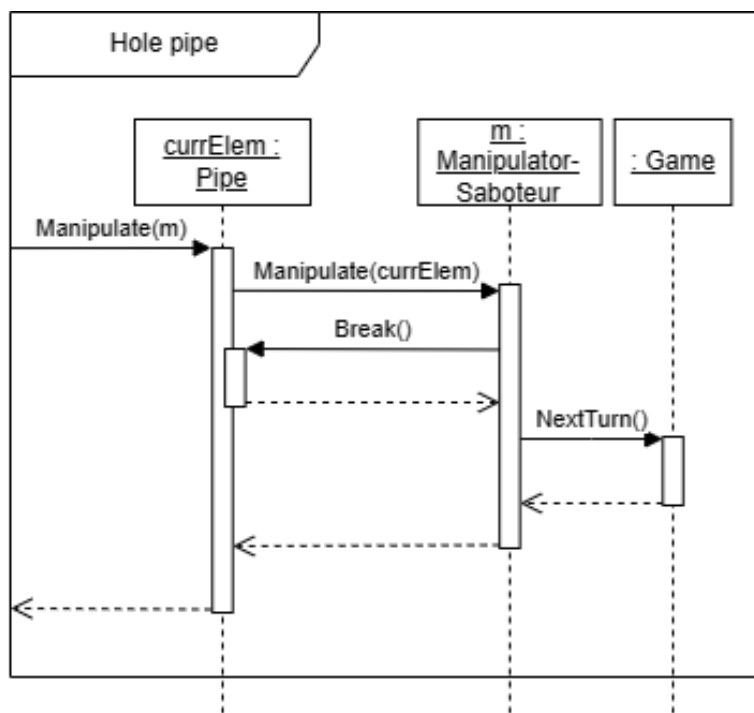 Hole pipe
currElem :
Pipe
m :
Manipulator-
Saboteur
: Game
Manipulate(m)
Manipulate(currElem)
Break()
NextTurn()